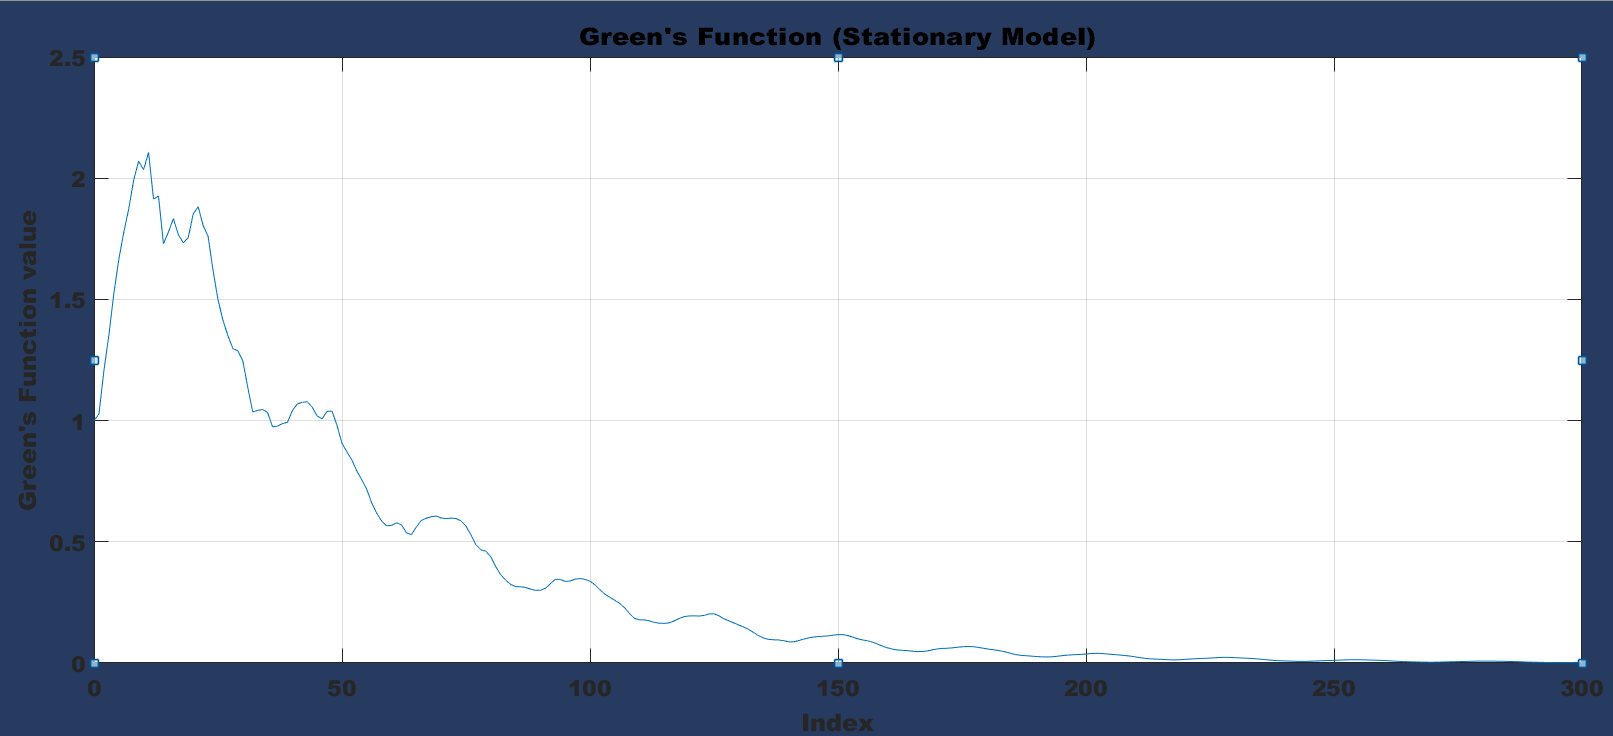 Green's Function (Stationary Model)
2.5
2
1.5
1
0.5
0
Green's Function value
0 50 100 150 200 250 300
Index